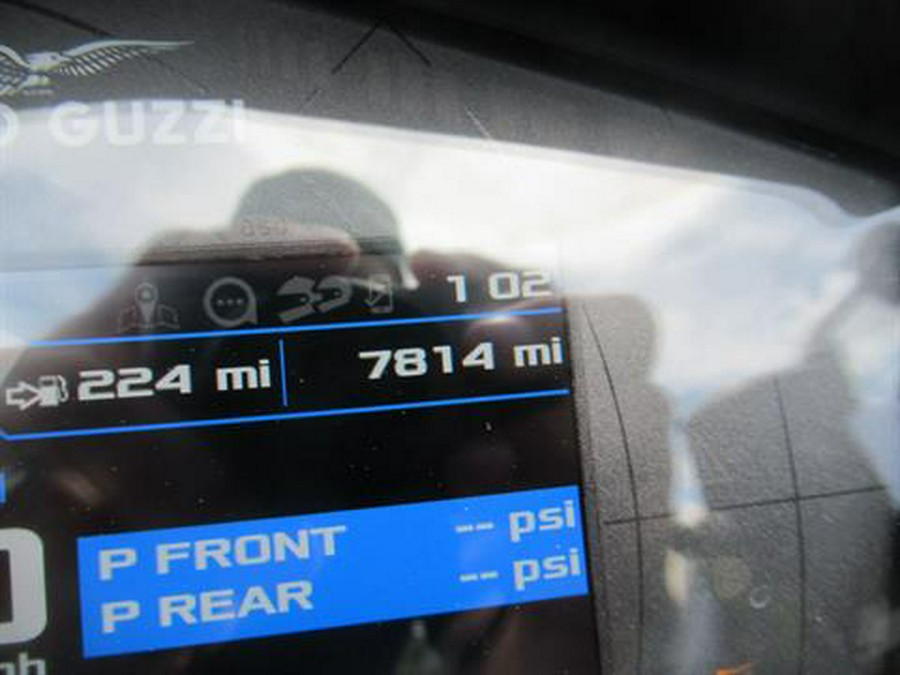 GUZZI
1 02
224 mi
7814 mi
P FRONT -- psi
P REAR -- psi